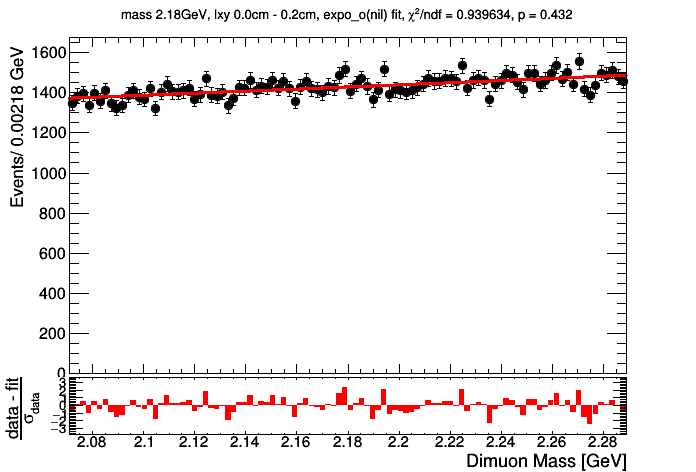 mass 2.18GeV, lxy 0.0cm - 0.2cm, expo_o(nil) fit, χ²/ndf = 0.939634, p = 0.432
Events/ 0.00218 GeV
1600
1400
1200
1000
800
600
400
200
0
data - fit
σdata
3
2
1
0
−1
−2
−3
2.08 2.1 2.12 2.14 2.16 2.18 2.2 2.22 2.24 2.26 2.28
Dimuon Mass [GeV]